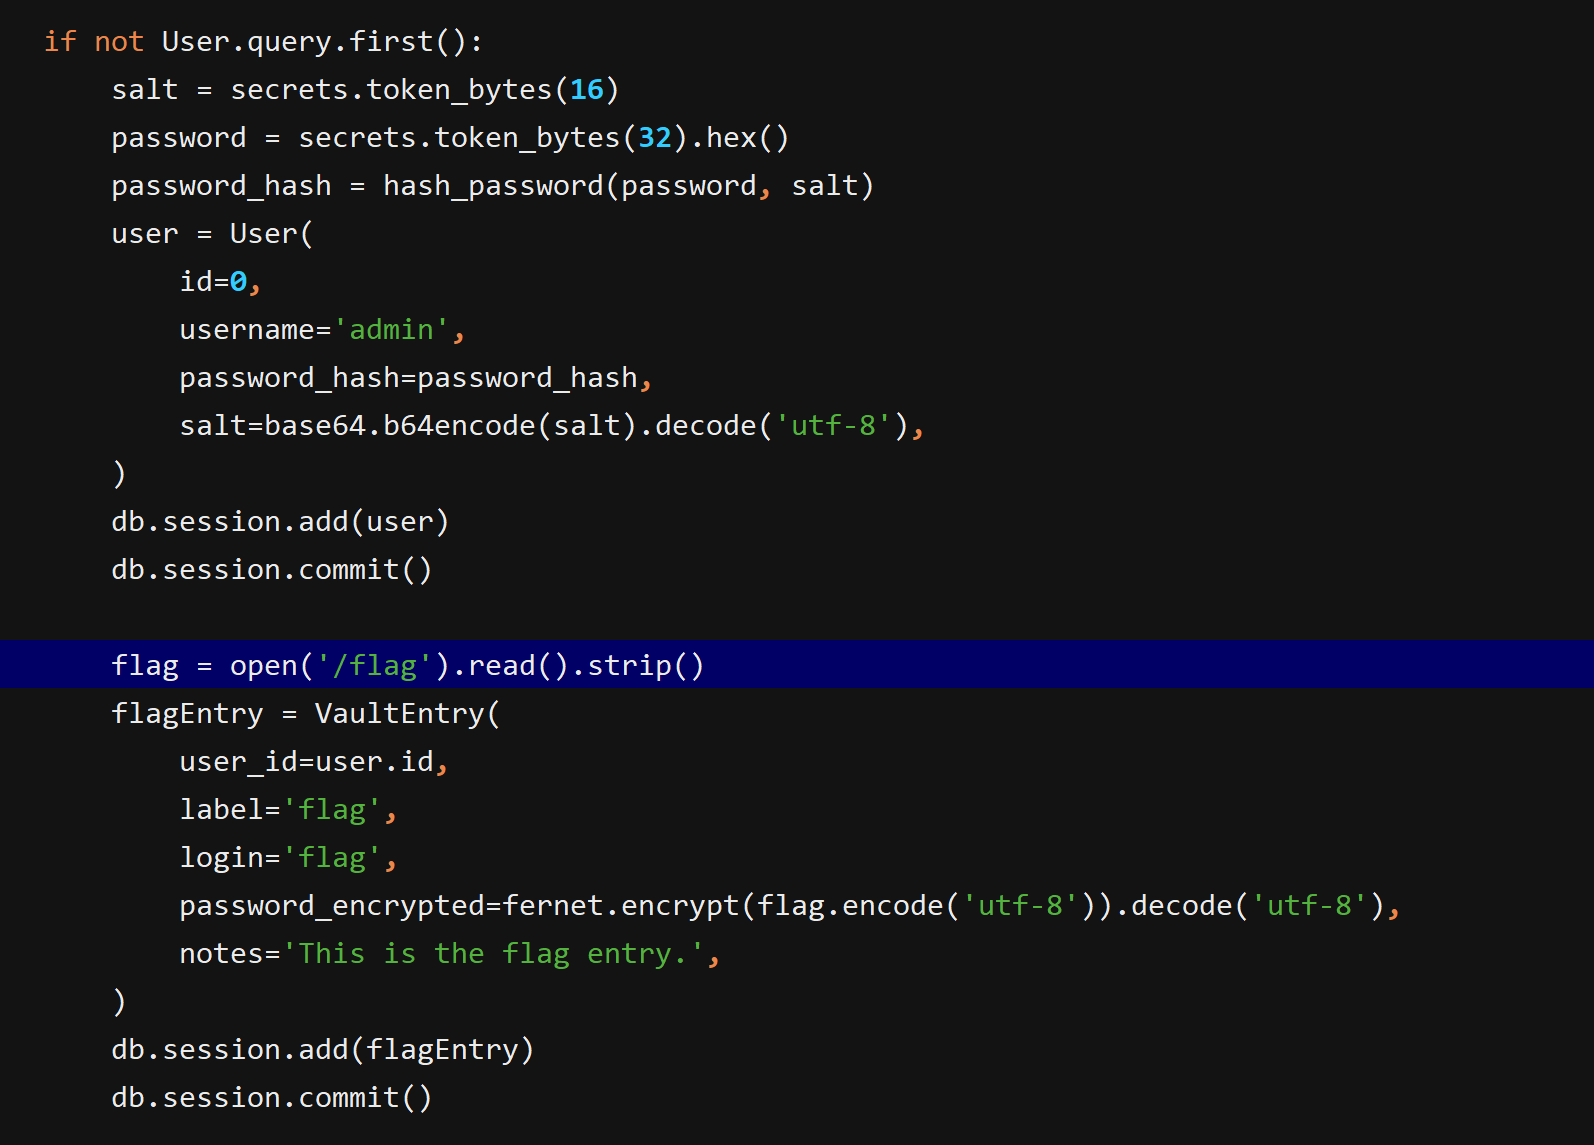 if not User.query.first():
    salt = secrets.token_bytes(16)
    password = secrets.token_bytes(32).hex()
    password_hash = hash_password(password, salt)
    user = User(
        id=0,
        username='admin',
        password_hash=password_hash,
        salt=base64.b64encode(salt).decode('utf-8'),
    )
    db.session.add(user)
    db.session.commit()

    flag = open('/flag').read().strip()
    flagEntry = VaultEntry(
        user_id=user.id,
        label='flag',
        login='flag',
        password_encrypted=fernet.encrypt(flag.encode('utf-8')).decode('utf-8'),
        notes='This is the flag entry.',
    )
    db.session.add(flagEntry)
    db.session.commit()